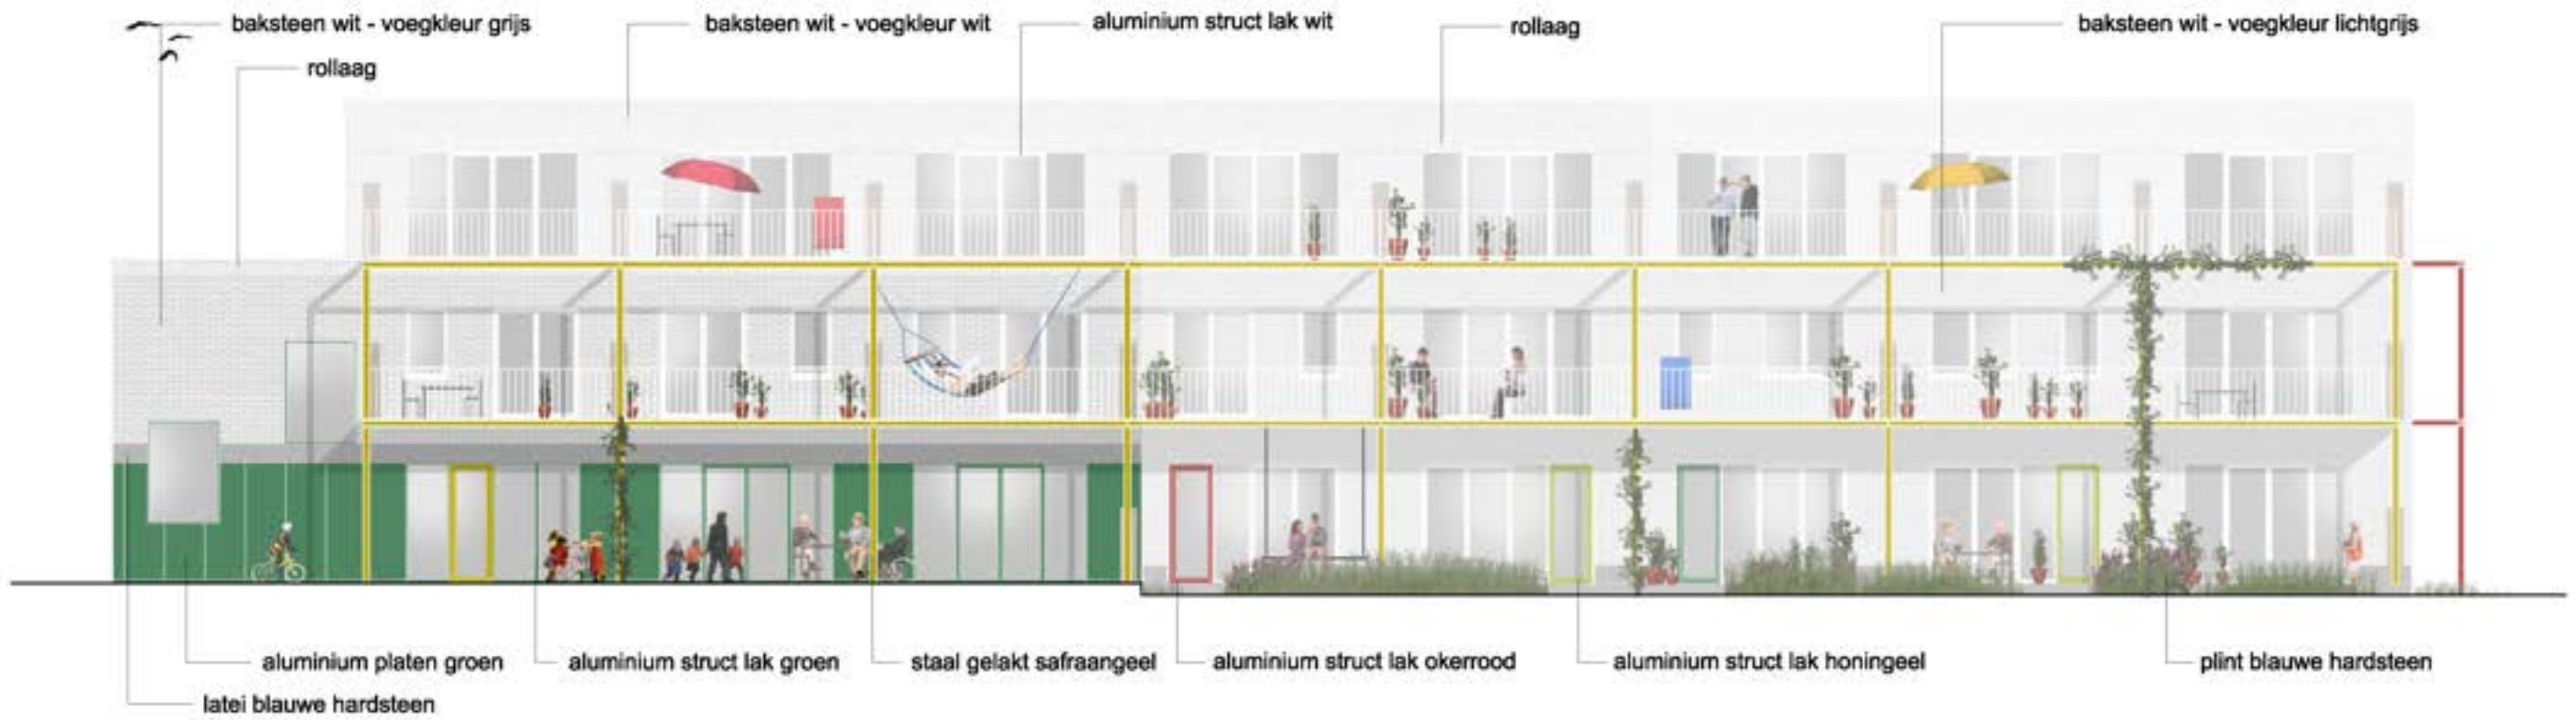 baksteen wit - voegkleur grijs
baksteen wit - voegkleur wit
aluminium struct lak wit
rollaag
baksteen wit - voegkleur lichtgrijs
rollaag
aluminium platen groen
aluminium struct lak groen
staal gelakt safraangeel
aluminium struct lak okerrood
aluminium struct lak honingeel
plint blauwe hardsteen
latei blauwe hardsteen